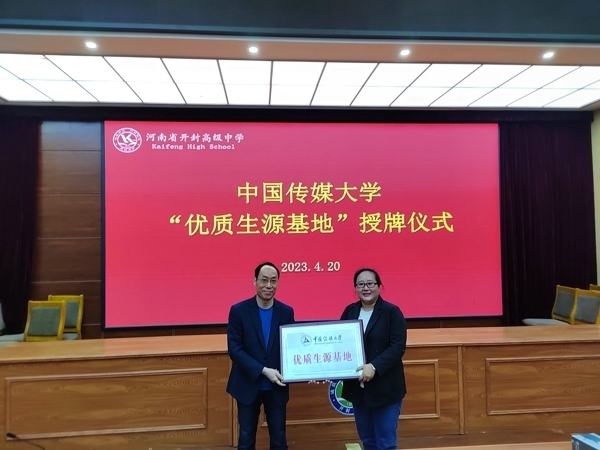 河南省开封高级中学
Kaifeng High School
中国传媒大学
“优质生源基地”授牌仪式
2023.4.20
中国传媒大学
优质生源基地